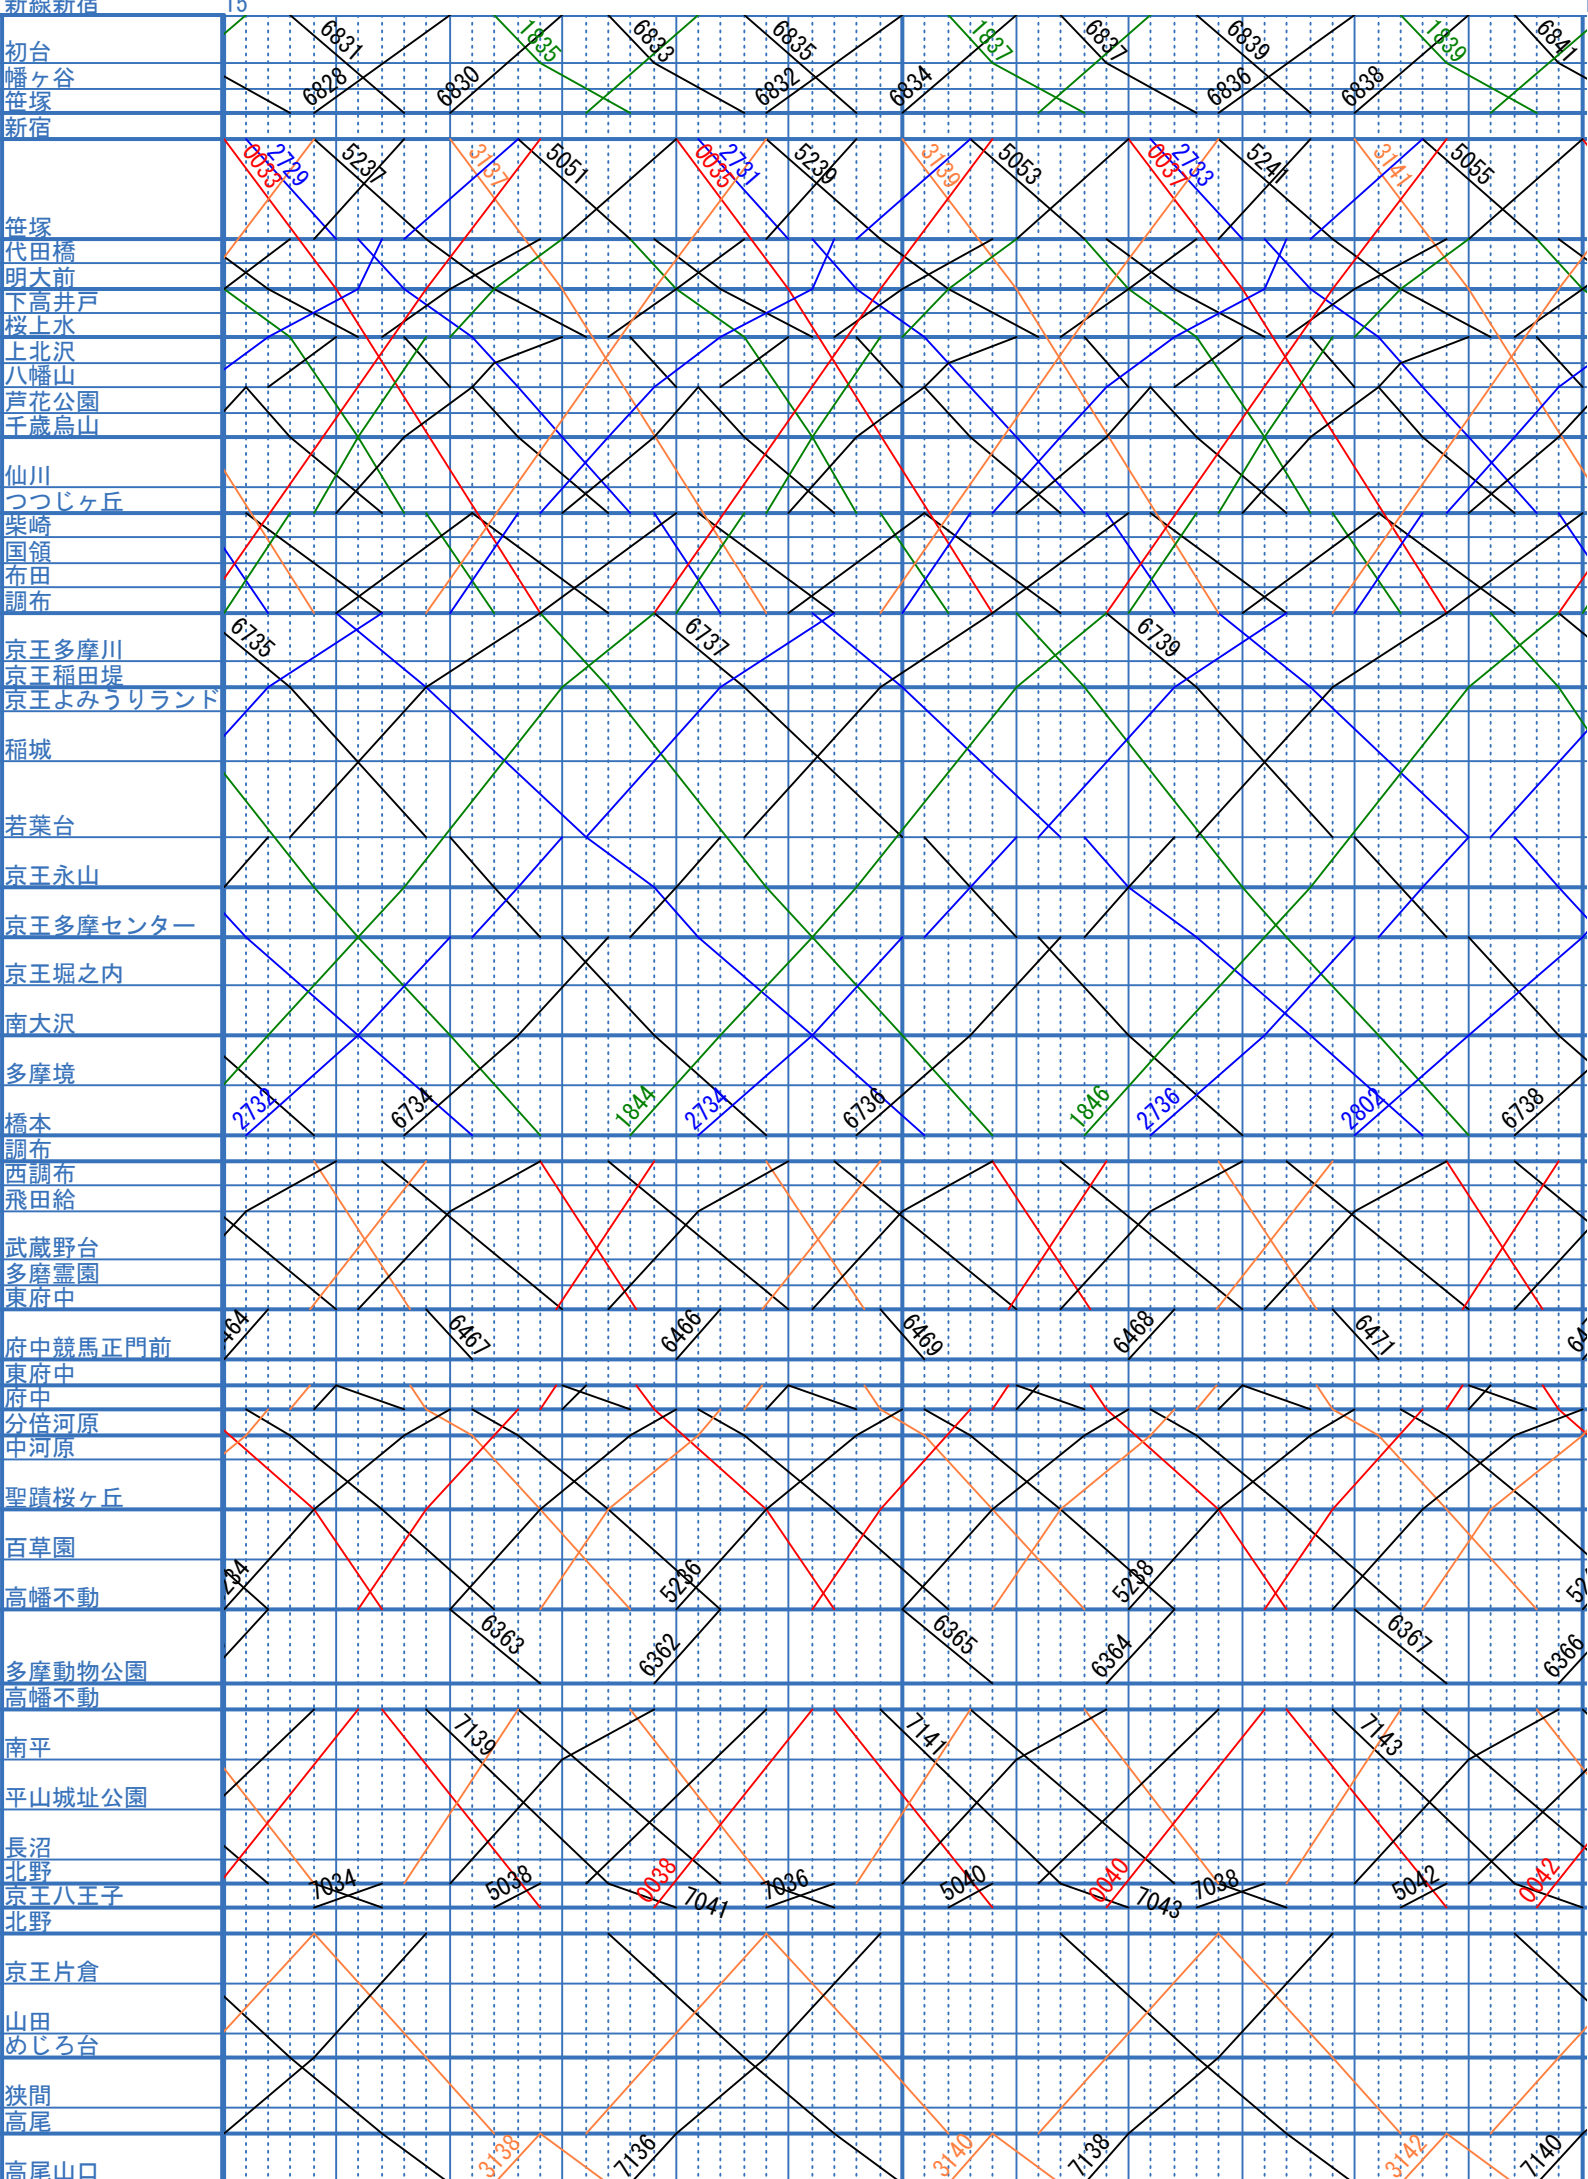 新線新宿 15
初台
幡ヶ谷
笹塚
6831 1835 6833 6835 1837 6837 6839 1839 6841
6828 6830 6832 6834 6836 6838
新宿
0033 2729 5237 3137 5051 0035 2731 5239 3139 5053 0037 2733 5241 3141 5055
笹塚
代田橋
明大前
下高井戸
桜上水
上北沢
八幡山
芦花公園
千歳烏山
仙川
つつじヶ丘
柴崎
国領
布田
調布
6735 6737 6739
京王多摩川
京王稲田堤
京王よみうりランド
稲城
若葉台
京王永山
京王多摩センター
京王堀之内
南大沢
多摩境
橋本
2732 6734 1844 2734 6736 1846 2736 2802 6738
調布
西調布
飛田給
武蔵野台
多磨霊園
東府中
464 6467 6466 6469 6468 6471
府中競馬正門前
東府中
府中
分倍河原
中河原
聖蹟桜ヶ丘
百草園
高幡不動
234 5236 5238
6363 6362 6365 6364 6367 6366
多摩動物公園
高幡不動
7139 7141 7143
南平
平山城址公園
長沼
北野
京王八王子
7034 5038 0038 7041 7036 5040 0040 7043 7038 5042 0042
北野
京王片倉
山田
めじろ台
狭間
高尾
高尾山口
3138 7136 3140 7138 3142 7140